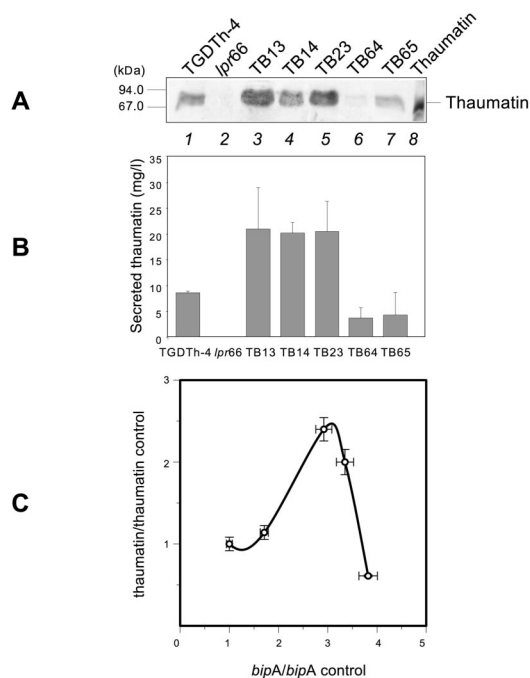 TGDTh-4 lpr66 TB13 TB14 TB23 TB64 TB65 Thaumatin
(kDa)
A
94.0
67.0
Thaumatin
1 2 3 4 5 6 7 8
B
Secreted thaumatin (mg/l)
35
30
25
20
15
10
5
0
TGDTh-4 lpr66 TB13 TB14 TB23 TB64 TB65
C
thaumatin/thaumatin control
3
2
1
0 1 2 3 4 5
bipA/bipA control